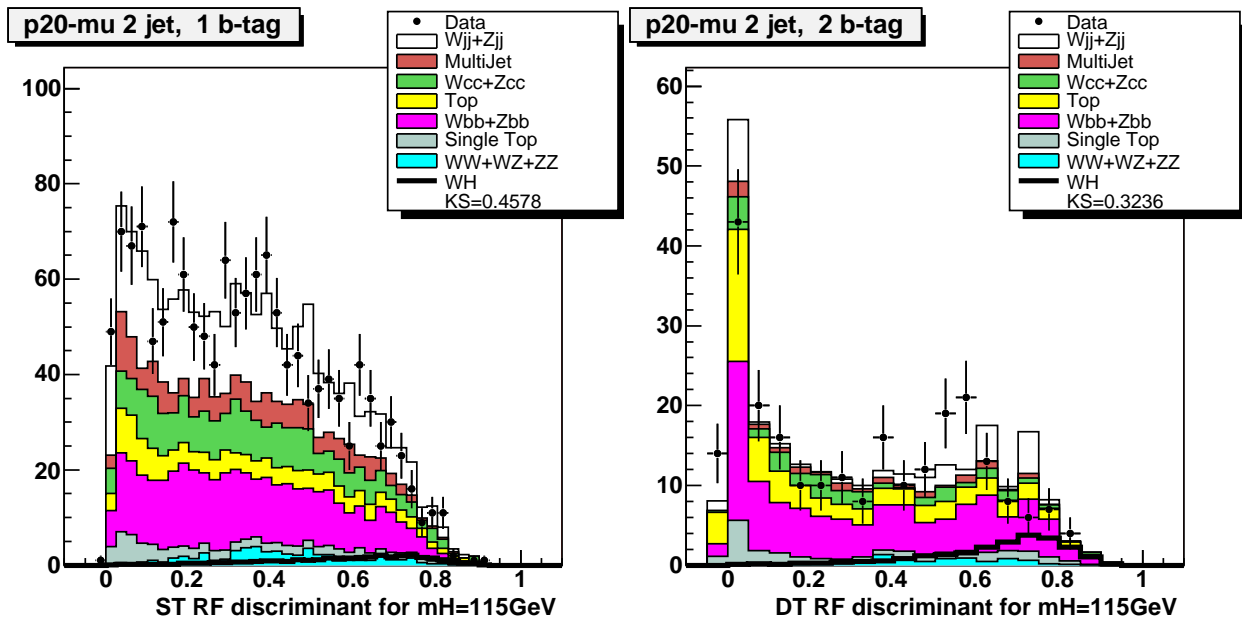 p20-mu 2 jet, 1 b-tag
Data
Wjj+Zjj
MultiJet
Wcc+Zcc
Top
Wbb+Zbb
Single Top
WW+WZ+ZZ
WH
KS=0.4578
100
80
60
40
20
0
0 0.2 0.4 0.6 0.8 1
ST RF discriminant for mH=115GeV
p20-mu 2 jet, 2 b-tag
Data
Wjj+Zjj
MultiJet
Wcc+Zcc
Top
Wbb+Zbb
Single Top
WW+WZ+ZZ
WH
KS=0.3236
60
50
40
30
20
10
0
0 0.2 0.4 0.6 0.8 1
DT RF discriminant for mH=115GeV